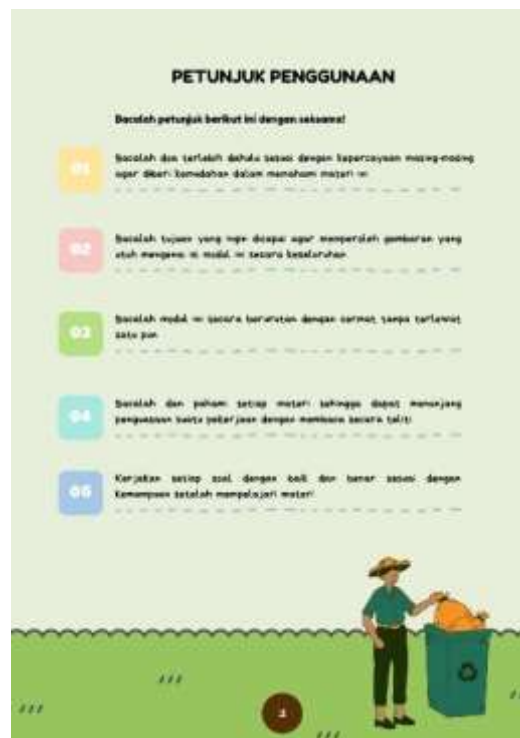 PETUNJUK PENGGUNAAN
Bacalah petunjuk berikut ini dengan seksama!
01
Bacalah doa terlebih dahulu sesuai dengan kepercayaan masing-masing
agar diberi kemudahan dalam memahami materi ini
02
Bacalah tujuan yang ingin dicapai agar memperoleh gambaran yang
utuh mengenai isi modul ini secara keseluruhan
03
Bacalah modul ini secara berurutan dengan cermat tanpa terlewat
satu pun
04
Bacalah dan pahami setiap materi sehingga dapat menunjang
penguasaan suatu pekerjaan dengan membaca secara teliti
05
Kerjakan setiap soal dengan baik dan benar sesuai dengan
kemampuan setelah mempelajari materi